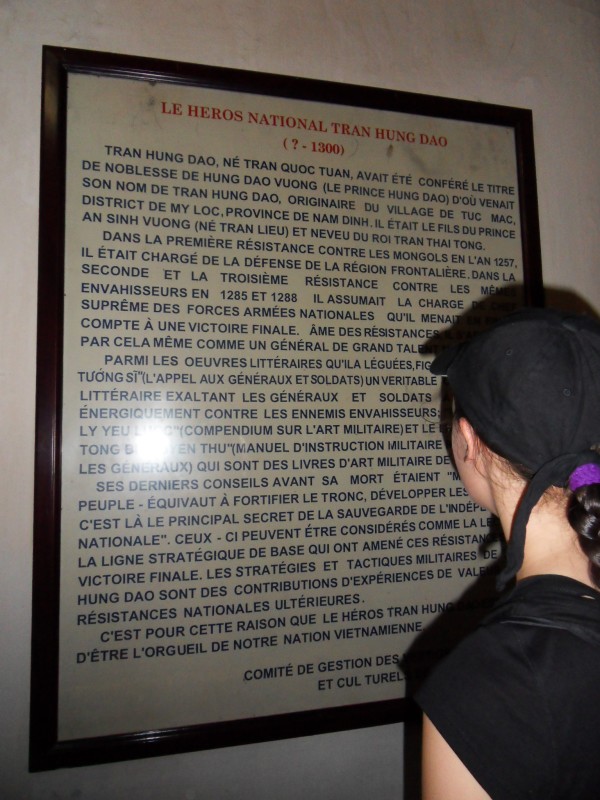 LE HEROS NATIONAL TRAN HUNG DAO
( ? - 1300)
TRAN HUNG DAO, NÉ TRAN QUOC TUAN, AVAIT ÉTÉ CONFÉRÉ LE TITRE
DE NOBLESSE DE HUNG DAO VUONG (LE PRINCE HUNG DAO) D'OÙ VENAIT
SON NOM DE TRAN HUNG DAO, ORIGINAIRE DU VILLAGE DE TUC MAC,
DISTRICT DE MY LOC, PROVINCE DE NAM DINH. IL ÉTAIT LE FILS DU PRINCE
AN SINH VUONG (NÉ TRAN LIEU) ET NEVEU DU ROI TRAN THAI TONG.
DANS LA PREMIÈRE RÉSISTANCE CONTRE LES MONGOLS EN L'AN 1257,
IL ÉTAIT CHARGÉ DE LA DÉFENSE DE LA RÉGION FRONTALIÈRE. DANS LA
SECONDE ET LA TROISIÈME RÉSISTANCE CONTRE LES MÊMES
ENVAHISSEURS EN 1285 ET 1288 IL ASSUMAIT LA CHARGE DE CHEF
SUPRÊME DES FORCES ARMÉES NATIONALES QU'IL MENAIT EN
COMPTE À UNE VICTOIRE FINALE. ÂME DES RÉSISTANCES,
PAR CELA MÊME COMME UN GÉNÉRAL DE GRAND TALENT
PARMI LES OEUVRES LITTÉRAIRES QU'ILA LÉGUÉES,
TƯỚNG SĨ"(L'APPEL AUX GÉNÉRAUX ET SOLDATS) UN VERITABLE
LITTÉRAIRE EXALTANT LES GÉNÉRAUX ET SOLDATS
ÉNERGIQUEMENT CONTRE LES ENNEMIS ENVAHISSEURS;
LY YEU (COMPENDIUM SUR L'ART MILITAIRE) ET LE
TONG THU"(MANUEL D'INSTRUCTION MILITAIRE
LES GÉNÉRAUX) QUI SONT DES LIVRES D'ART MILITAIRE DE
SES DERNIERS CONSEILS AVANT SA MORT ÉTAIENT
PEUPLE - ÉQUIVAUT À FORTIFIER LE TRONC, DÉVELOPPER LES
C'EST LÀ LE PRINCIPAL SECRET DE LA SAUVEGARDE DE
NATIONALE". CEUX - CI PEUVENT ÉTRE CONSIDÉRÉS COMME LA
LA LIGNE STRATÉGIQUE DE BASE QUI ONT AMENÉ CES
VICTOIRE FINALE. LES STRATÉGIES ET TACTIQUES MILITAIRES DE
HUNG DAO SONT DES CONTRIBUTIONS D'EXPÉRIENCES DE
RÉSISTANCES NATIONALES ULTÉRIEURES.
C'EST POUR CETTE RAISON QUE LE HÉROS TRAN HUNG
D'ÊTRE L'ORGUEIL DE NOTRE NATION VIETNAMIENNE
COMITÉ DE GESTION DES
ET CUL TUREL